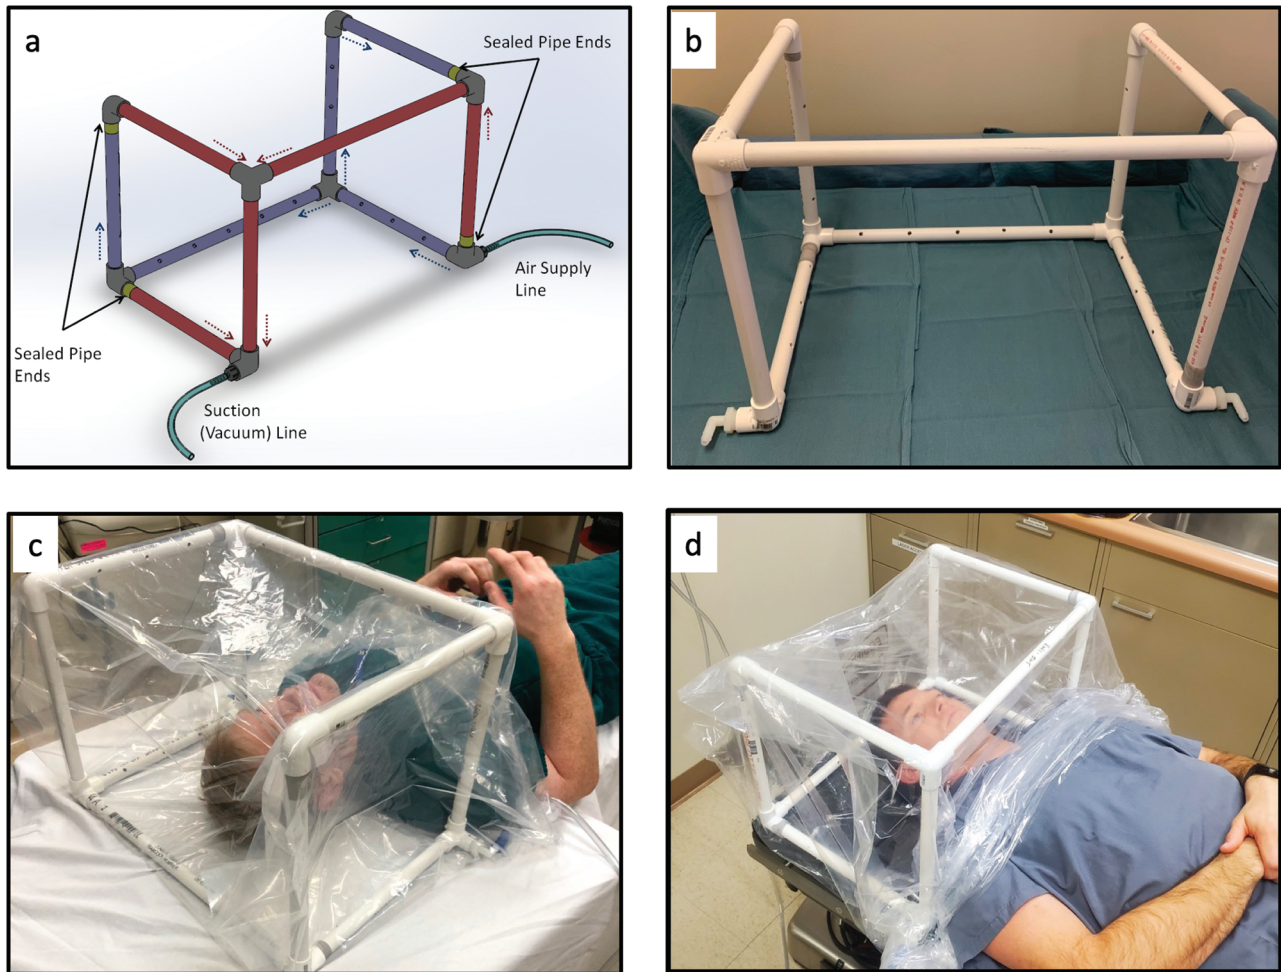 a
Sealed Pipe Ends
Air Supply
Line
Sealed Pipe
Ends
Suction
(Vacuum) Line
b
c
d